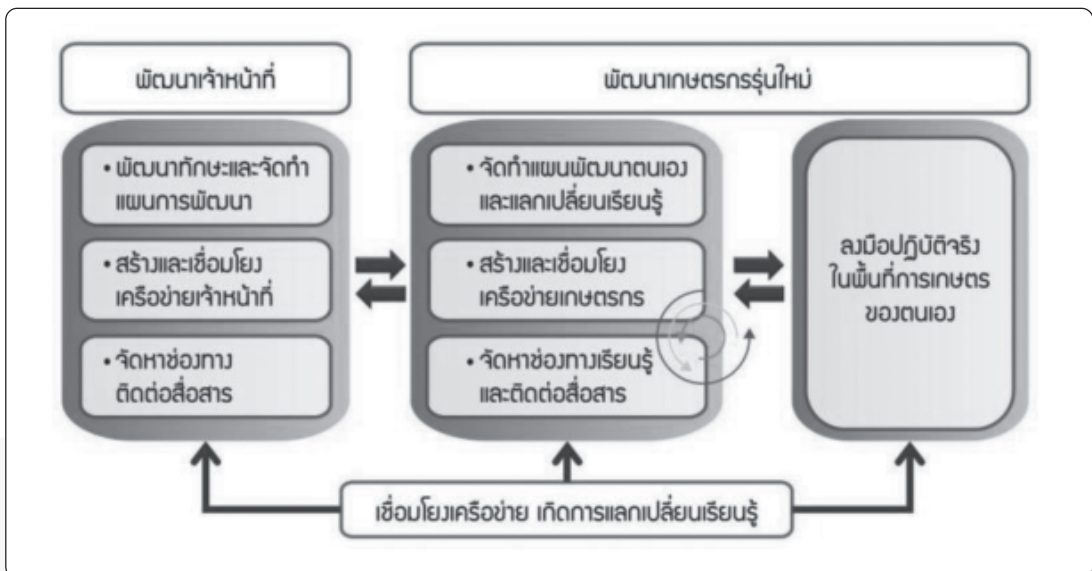 พัฒนาเจ้าหน้าที่
พัฒนาเกษตรกรรุ่นใหม่
• พัฒนาทักษะและจัดทำ
แผนการพัฒนา
• สร้างและเชื่อมโยง
เครือข่ายเจ้าหน้าที่
• จัดหาช่องทาง
ติดต่อสื่อสาร
• จัดทำแผนพัฒนาตนเอง
และแลกเปลี่ยนเรียนรู้
• สร้างและเชื่อมโยง
เครือข่ายเกษตรกร
• จัดหาช่องทางเรียนรู้
และติดต่อสื่อสาร
ลงมือปฏิบัติจริง
ในพื้นที่การเกษตร
ของตนเอง
เชื่อมโยงเครือข่าย เกิดการแลกเปลี่ยนเรียนรู้